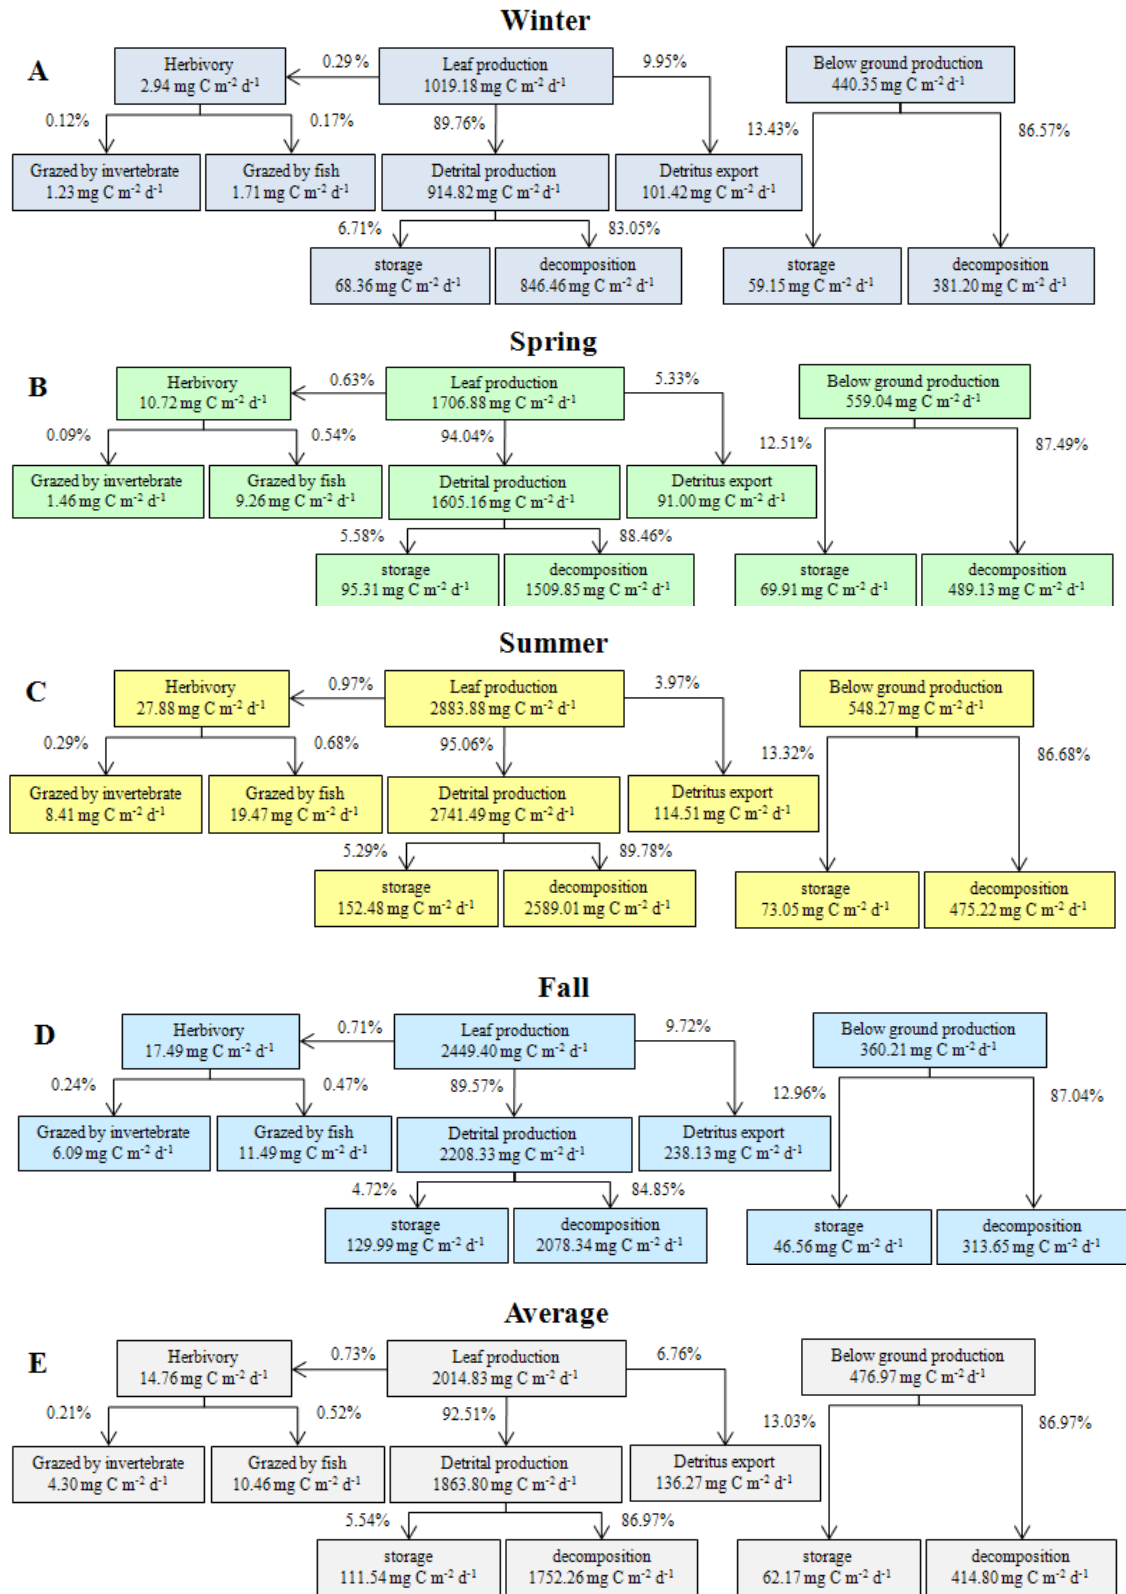 Winter
A
Herbivory
2.94 mg C m⁻² d⁻¹
0.29%
Leaf production
1019.18 mg C m⁻² d⁻¹
9.95%
Below ground production
440.35 mg C m⁻² d⁻¹
0.12%
0.17%
89.76%
13.43%
86.57%
Grazed by invertebrate
1.23 mg C m⁻² d⁻¹
Grazed by fish
1.71 mg C m⁻² d⁻¹
Detrital production
914.82 mg C m⁻² d⁻¹
Detritus export
101.42 mg C m⁻² d⁻¹
6.71%
83.05%
storage
68.36 mg C m⁻² d⁻¹
decomposition
846.46 mg C m⁻² d⁻¹
storage
59.15 mg C m⁻² d⁻¹
decomposition
381.20 mg C m⁻² d⁻¹
Spring
B
Herbivory
10.72 mg C m⁻² d⁻¹
0.63%
Leaf production
1706.88 mg C m⁻² d⁻¹
5.33%
Below ground production
559.04 mg C m⁻² d⁻¹
0.09%
0.54%
94.04%
12.51%
87.49%
Grazed by invertebrate
1.46 mg C m⁻² d⁻¹
Grazed by fish
9.26 mg C m⁻² d⁻¹
Detrital production
1605.16 mg C m⁻² d⁻¹
Detritus export
91.00 mg C m⁻² d⁻¹
5.58%
88.46%
storage
95.31 mg C m⁻² d⁻¹
decomposition
1509.85 mg C m⁻² d⁻¹
storage
69.91 mg C m⁻² d⁻¹
decomposition
489.13 mg C m⁻² d⁻¹
Summer
C
Herbivory
27.88 mg C m⁻² d⁻¹
0.97%
Leaf production
2883.88 mg C m⁻² d⁻¹
3.97%
Below ground production
548.27 mg C m⁻² d⁻¹
0.29%
0.68%
95.06%
13.32%
86.68%
Grazed by invertebrate
8.41 mg C m⁻² d⁻¹
Grazed by fish
19.47 mg C m⁻² d⁻¹
Detrital production
2741.49 mg C m⁻² d⁻¹
Detritus export
114.51 mg C m⁻² d⁻¹
5.29%
89.78%
storage
152.48 mg C m⁻² d⁻¹
decomposition
2589.01 mg C m⁻² d⁻¹
storage
73.05 mg C m⁻² d⁻¹
decomposition
475.22 mg C m⁻² d⁻¹
Fall
D
Herbivory
17.49 mg C m⁻² d⁻¹
0.71%
Leaf production
2449.40 mg C m⁻² d⁻¹
9.72%
Below ground production
360.21 mg C m⁻² d⁻¹
0.24%
0.47%
89.57%
12.96%
87.04%
Grazed by invertebrate
6.09 mg C m⁻² d⁻¹
Grazed by fish
11.49 mg C m⁻² d⁻¹
Detrital production
2208.33 mg C m⁻² d⁻¹
Detritus export
238.13 mg C m⁻² d⁻¹
4.72%
84.85%
storage
129.99 mg C m⁻² d⁻¹
decomposition
2078.34 mg C m⁻² d⁻¹
storage
46.56 mg C m⁻² d⁻¹
decomposition
313.65 mg C m⁻² d⁻¹
Average
E
Herbivory
14.76 mg C m⁻² d⁻¹
0.73%
Leaf production
2014.83 mg C m⁻² d⁻¹
6.76%
Below ground production
476.97 mg C m⁻² d⁻¹
0.21%
0.52%
92.51%
13.03%
86.97%
Grazed by invertebrate
4.30 mg C m⁻² d⁻¹
Grazed by fish
10.46 mg C m⁻² d⁻¹
Detrital production
1863.80 mg C m⁻² d⁻¹
Detritus export
136.27 mg C m⁻² d⁻¹
5.54%
86.97%
storage
111.54 mg C m⁻² d⁻¹
decomposition
1752.26 mg C m⁻² d⁻¹
storage
62.17 mg C m⁻² d⁻¹
decomposition
414.80 mg C m⁻² d⁻¹